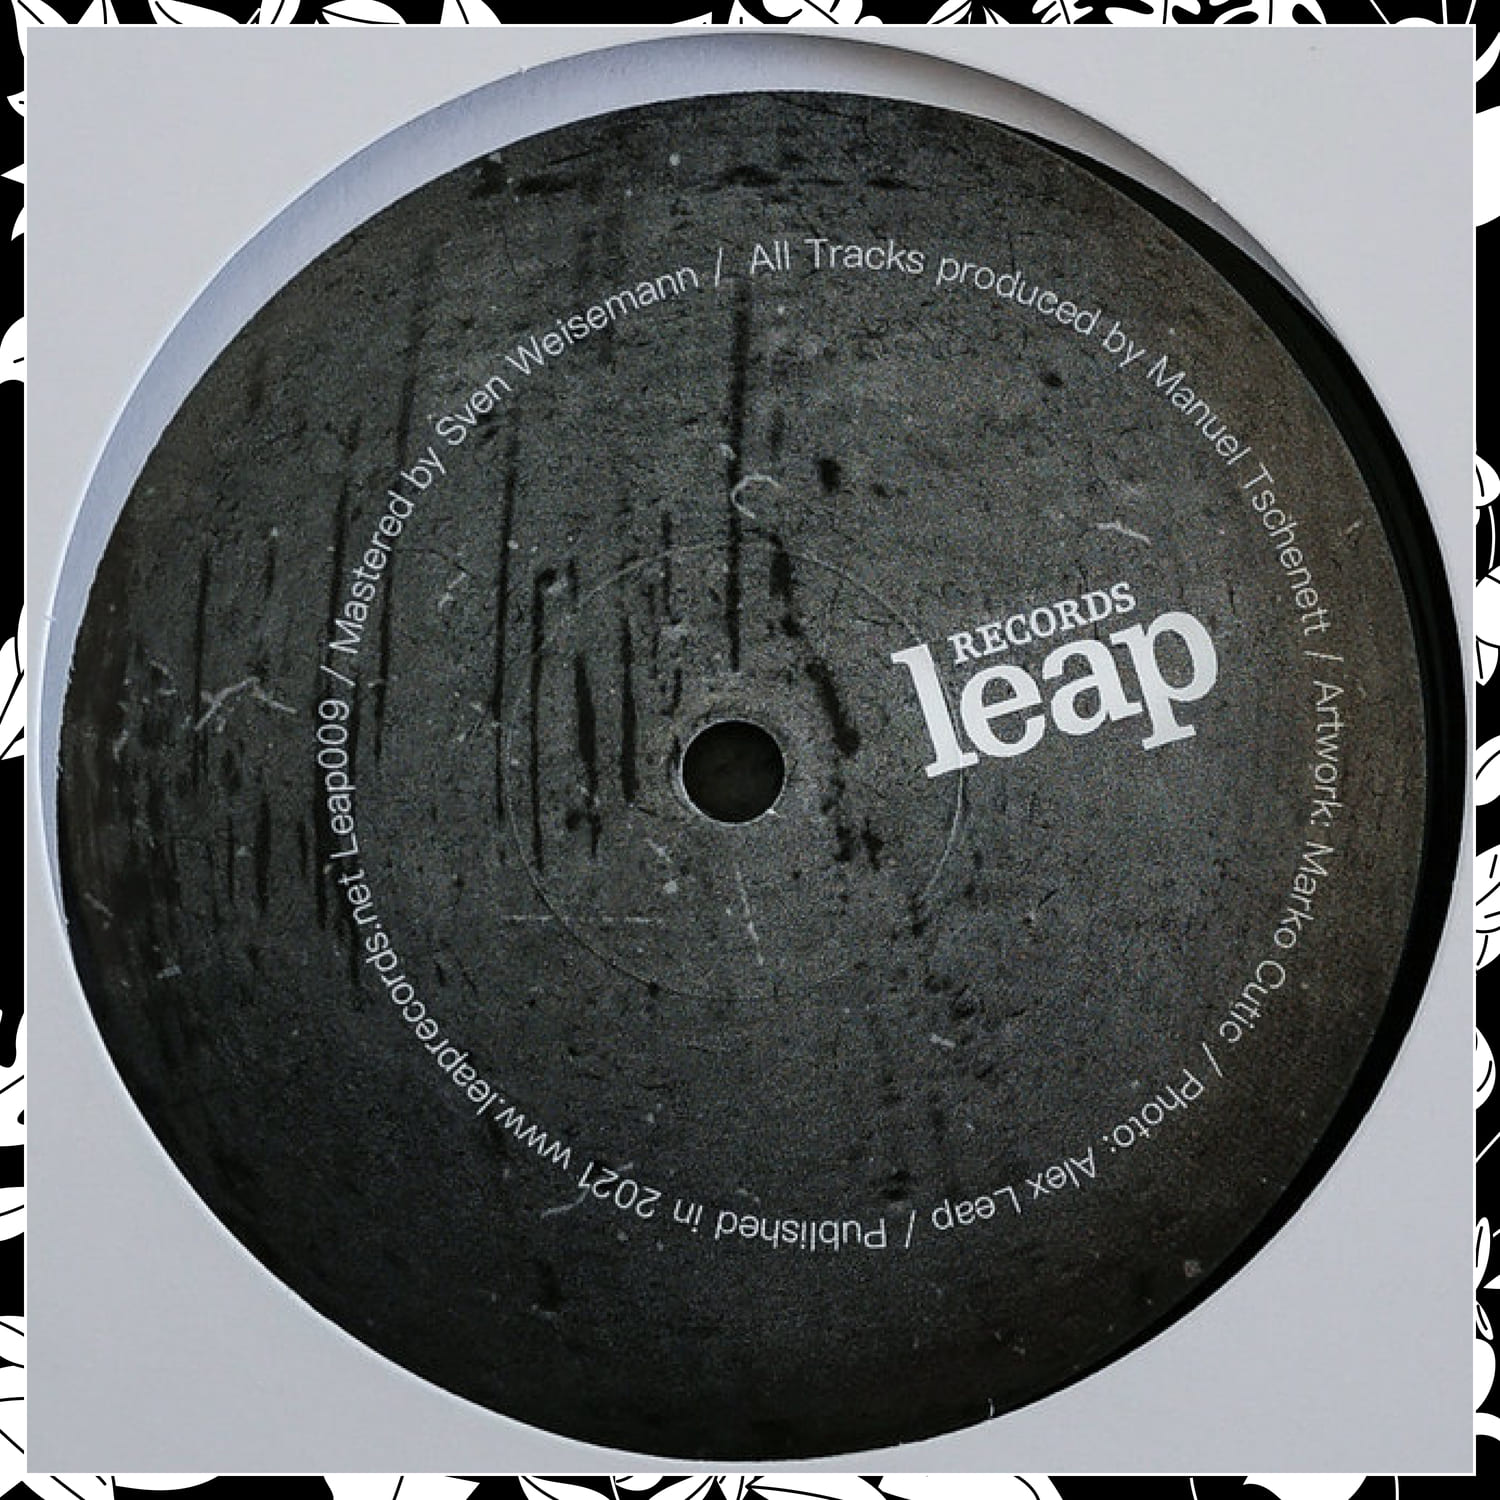 All Tracks produced by Manuel Tschenett / Artwork: Marko Cutic / Photo: Alex Leap / Published in 2021 www.leaprecords.net Leap009 / Mastered by Sven Weisemann /
RECORDS
leap